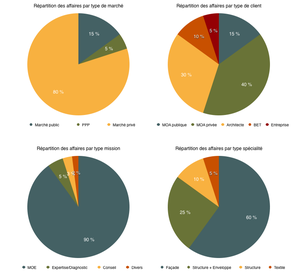 Répartition des affaires par type de marché
15 %
5 %
80 %
Marché public PPP Marché privé
Répartition des affaires par type de client
5 %
15 %
10 %
30 %
40 %
MOA publique MOA privée Architecte BET Entreprise
Répartition des affaires par type mission
5 %
90 %
MOE Expertise/Diagnostic Conseil Divers
Répartition des affaires par type spécialité
5 %
10 %
25 %
60 %
Façade Structure + Enveloppe Structure Textile